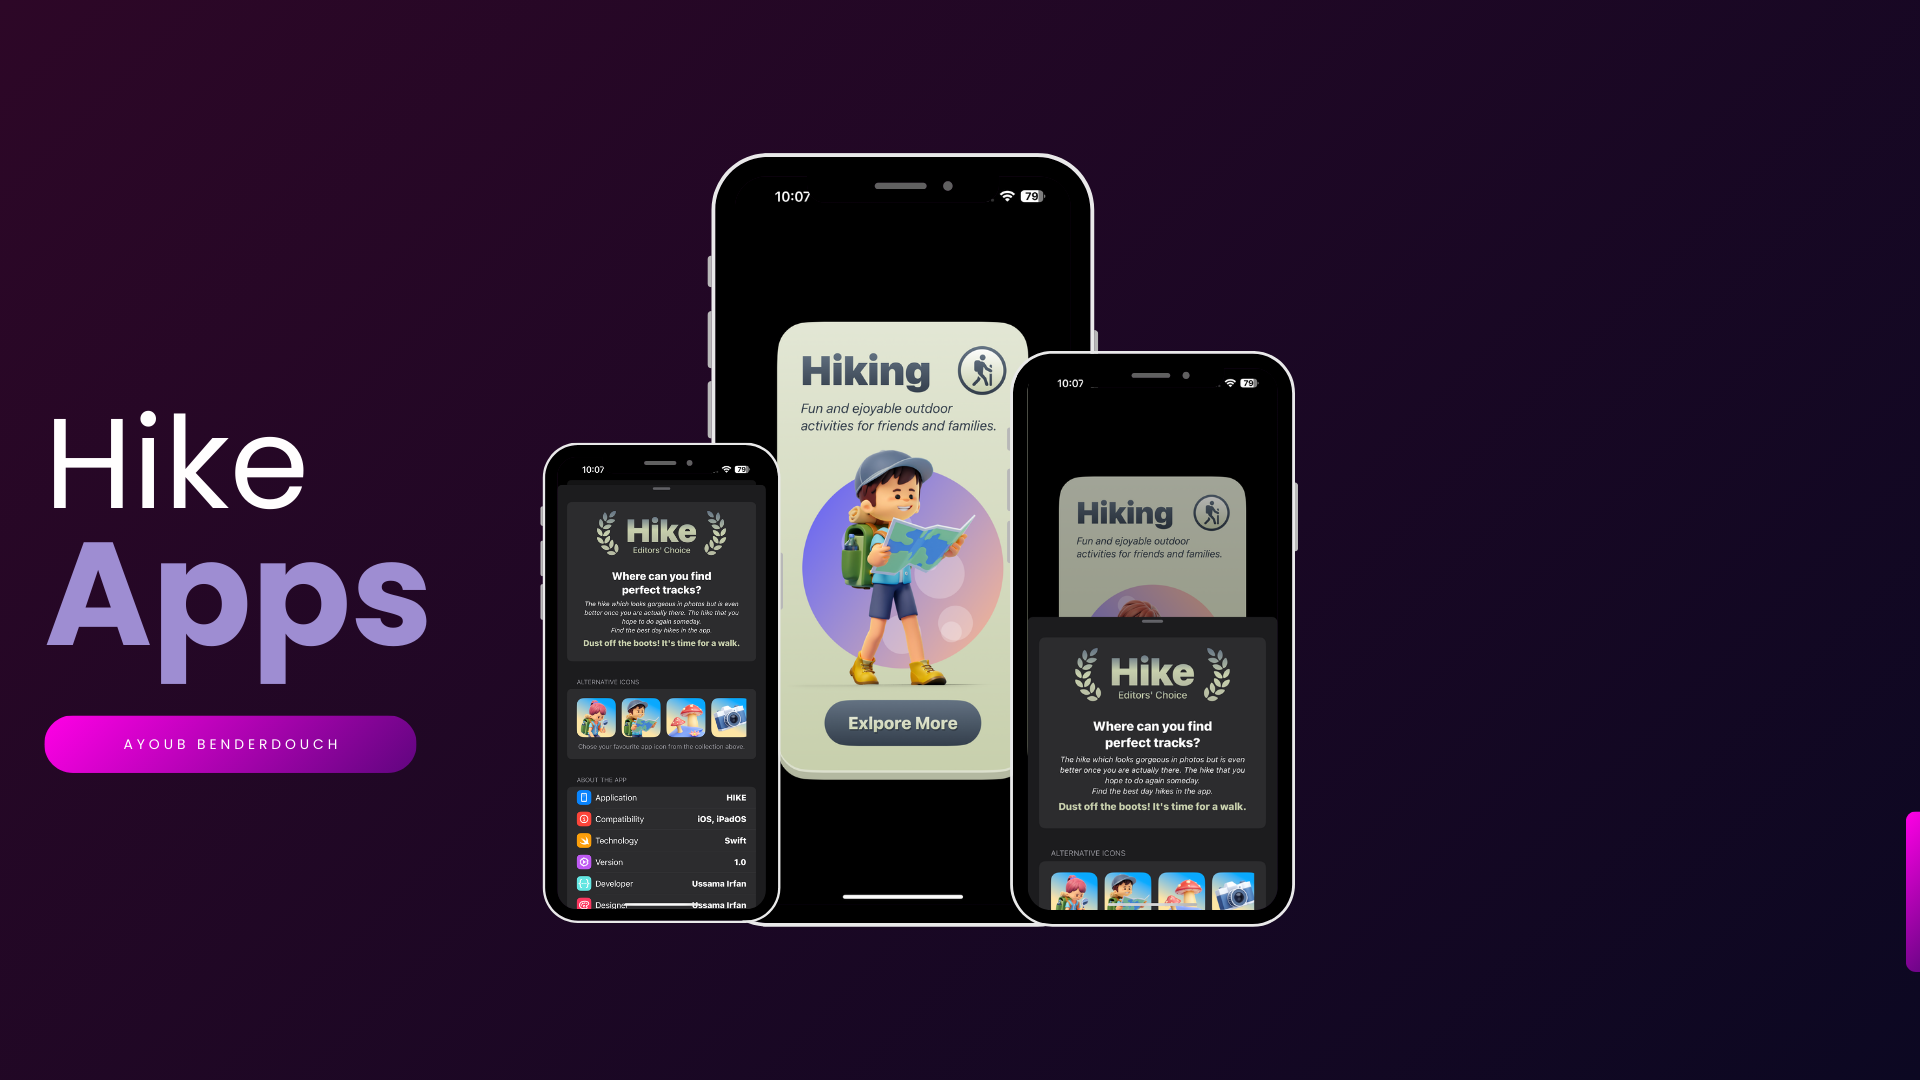 Hike
Apps
AYOUB BENDERDOUCH
10:07
79
Hike
Editors' Choice
Where can you find
perfect tracks?
The hike which looks gorgeous in photos but is even
better once you are actually there. The hike that you
hope to do again someday.
Find the best day hikes in the app.
Dust off the boots! It's time for a walk.
ALTERNATIVE ICONS
Chose your favourite app icon from the collection above.
ABOUT THE APP
Application HIKE
Compatibility iOS, iPadOS
Technology Swift
Version 1.0
Developer Ussama Irfan
Designer Ussama Irfan
10:07
79
Hiking
Fun and ejoyable outdoor
activities for friends and families.
Exlpore More
10:07
79
Hiking
Fun and ejoyable outdoor
activities for friends and families.
Hike
Editors' Choice
Where can you find
perfect tracks?
The hike which looks gorgeous in photos but is even
better once you are actually there. The hike that you
hope to do again someday.
Find the best day hikes in the app.
Dust off the boots! It's time for a walk.
ALTERNATIVE ICONS